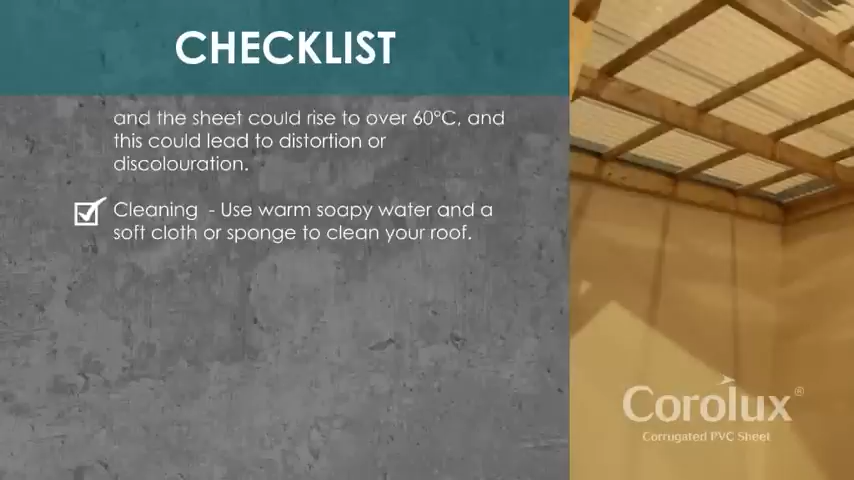 CHECKLIST
and the sheet could rise to over 60°C, and
this could lead to distortion or
discolouration.
Cleaning - Use warm soapy water and a
soft cloth or sponge to clean your roof.
Corolux®
Corrugated PVC Sheet